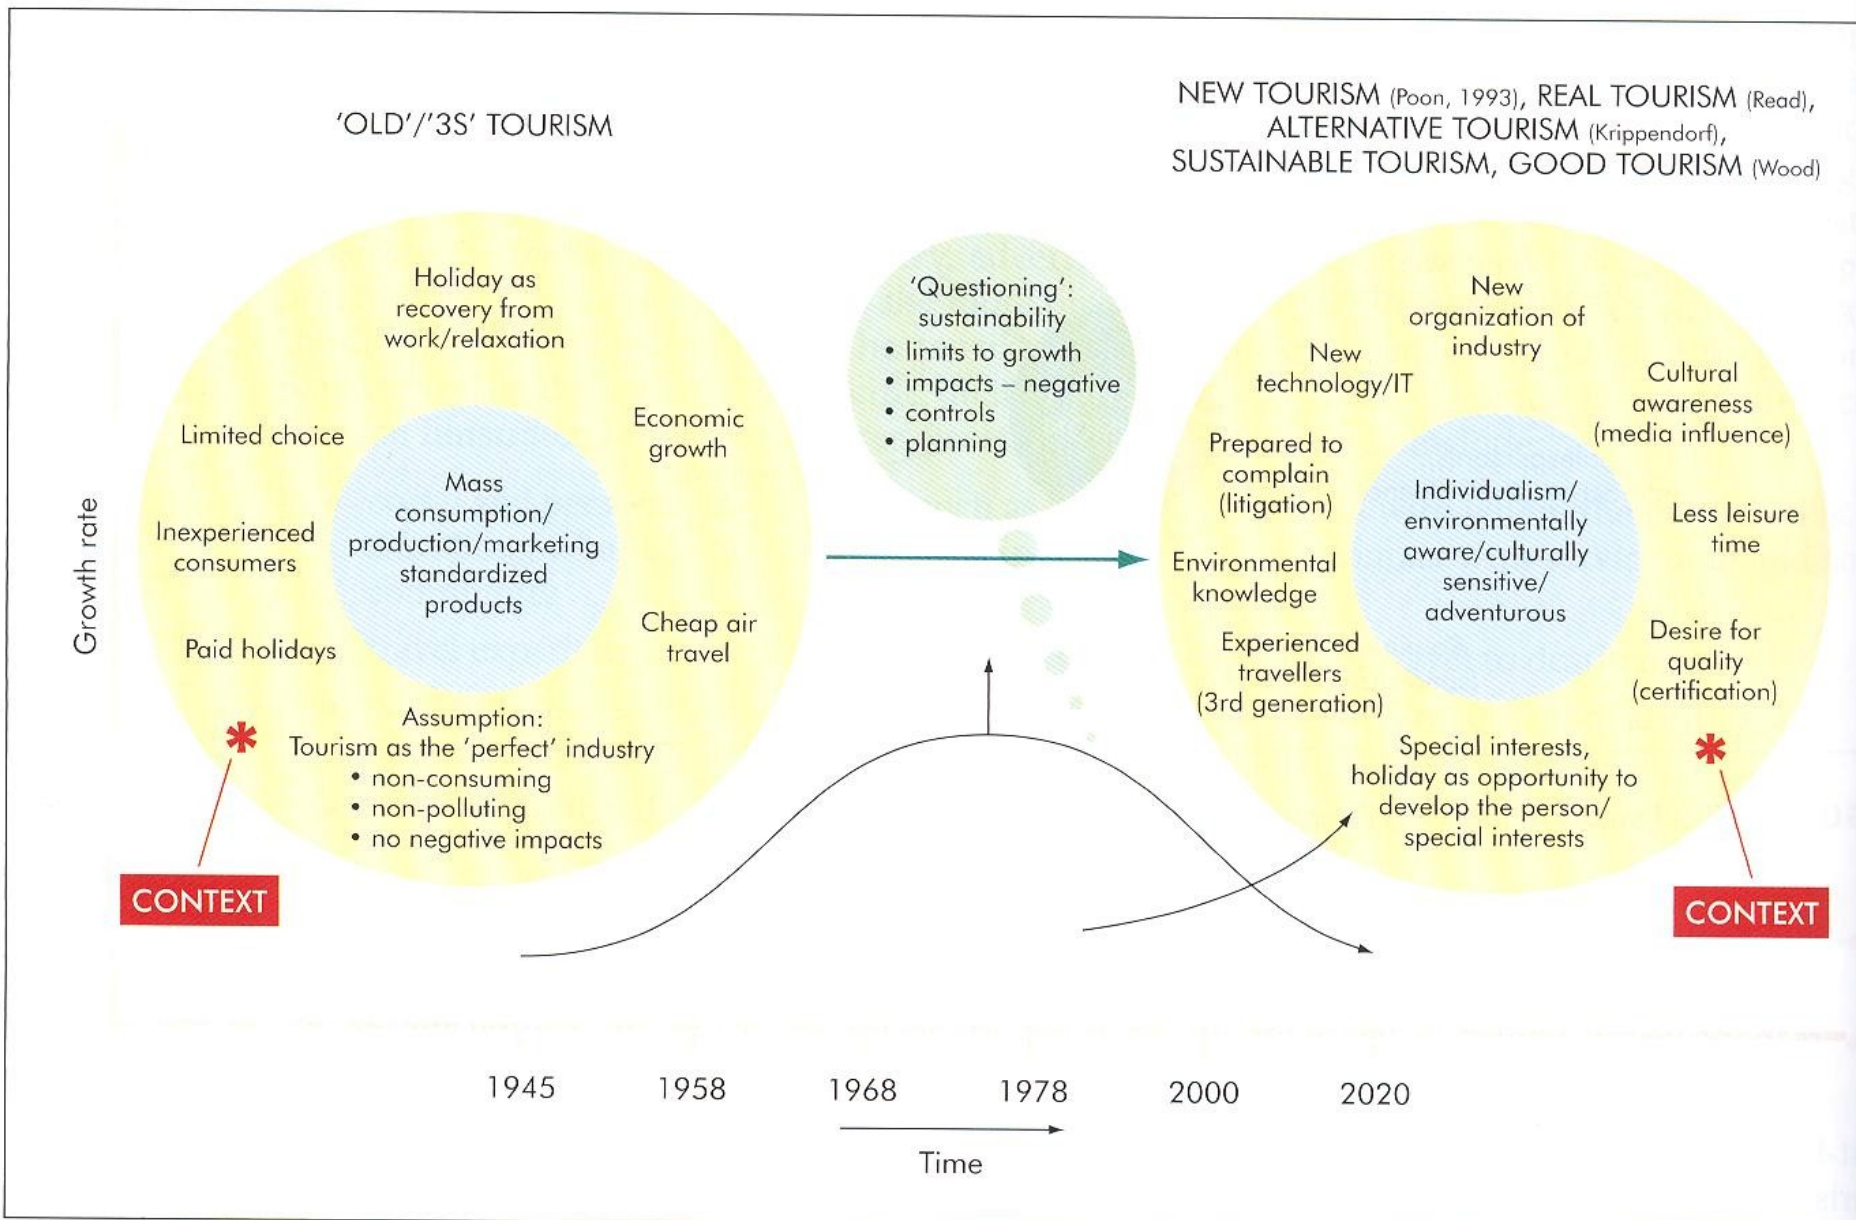 'OLD'/'3S' TOURISM
NEW TOURISM (Poon, 1993), REAL TOURISM (Read),
ALTERNATIVE TOURISM (Krippendorf),
SUSTAINABLE TOURISM, GOOD TOURISM (Wood)
Growth rate
Holiday as
recovery from
work/relaxation
Limited choice
Economic
growth
Inexperienced
consumers
Mass
consumption/
production/marketing
standardized
products
Paid holidays
Cheap air
travel
Assumption:
Tourism as the 'perfect' industry
• non-consuming
• non-polluting
• no negative impacts
*
CONTEXT
'Questioning':
sustainability
• limits to growth
• impacts – negative
• controls
• planning
New
organization of
industry
New
technology/IT
Cultural
awareness
(media influence)
Prepared to
complain
(litigation)
Individualism/
environmentally
aware/culturally
sensitive/
adventurous
Less leisure
time
Environmental
knowledge
Experienced
travellers
(3rd generation)
Desire for
quality
(certification)
Special interests,
holiday as opportunity to
develop the person/
special interests
*
CONTEXT
1945 1958 1968 1978 2000 2020
Time